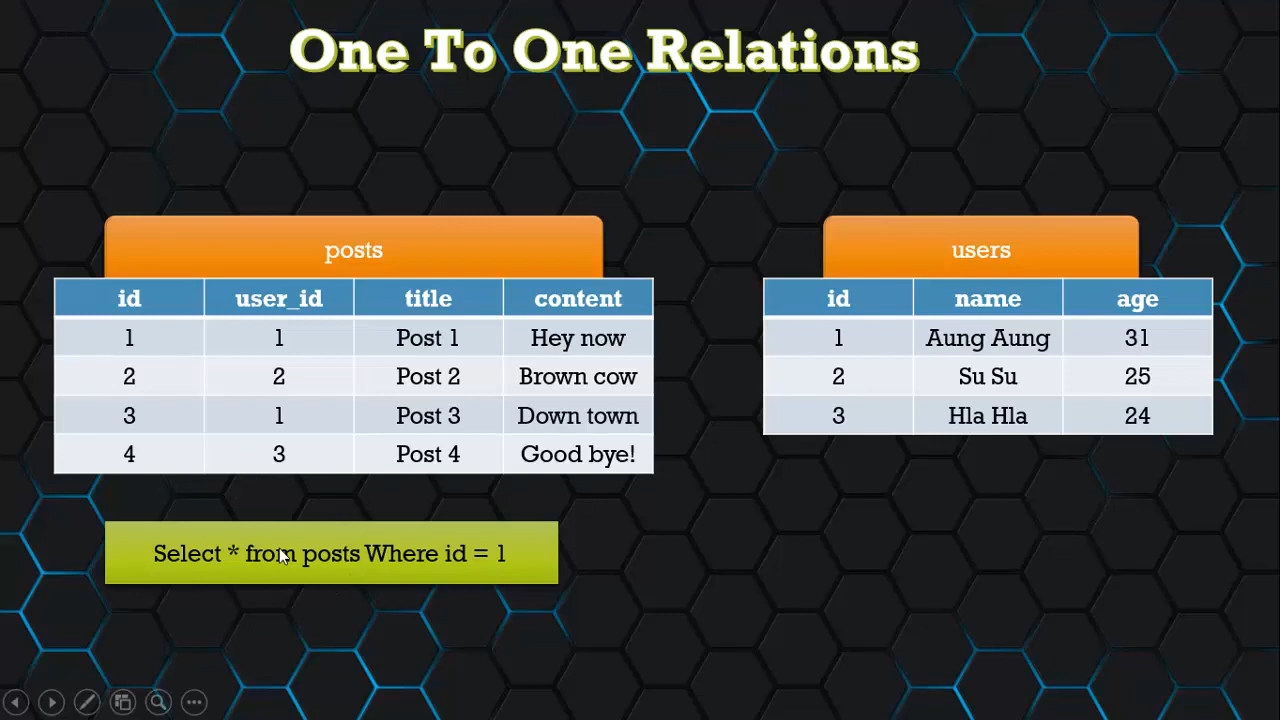 One To One Relations
posts
id user_id title content
1 1 Post 1 Hey now
2 2 Post 2 Brown cow
3 1 Post 3 Down town
4 3 Post 4 Good bye!
users
id name age
1 Aung Aung 31
2 Su Su 25
3 Hla Hla 24
Select * from posts Where id = 1